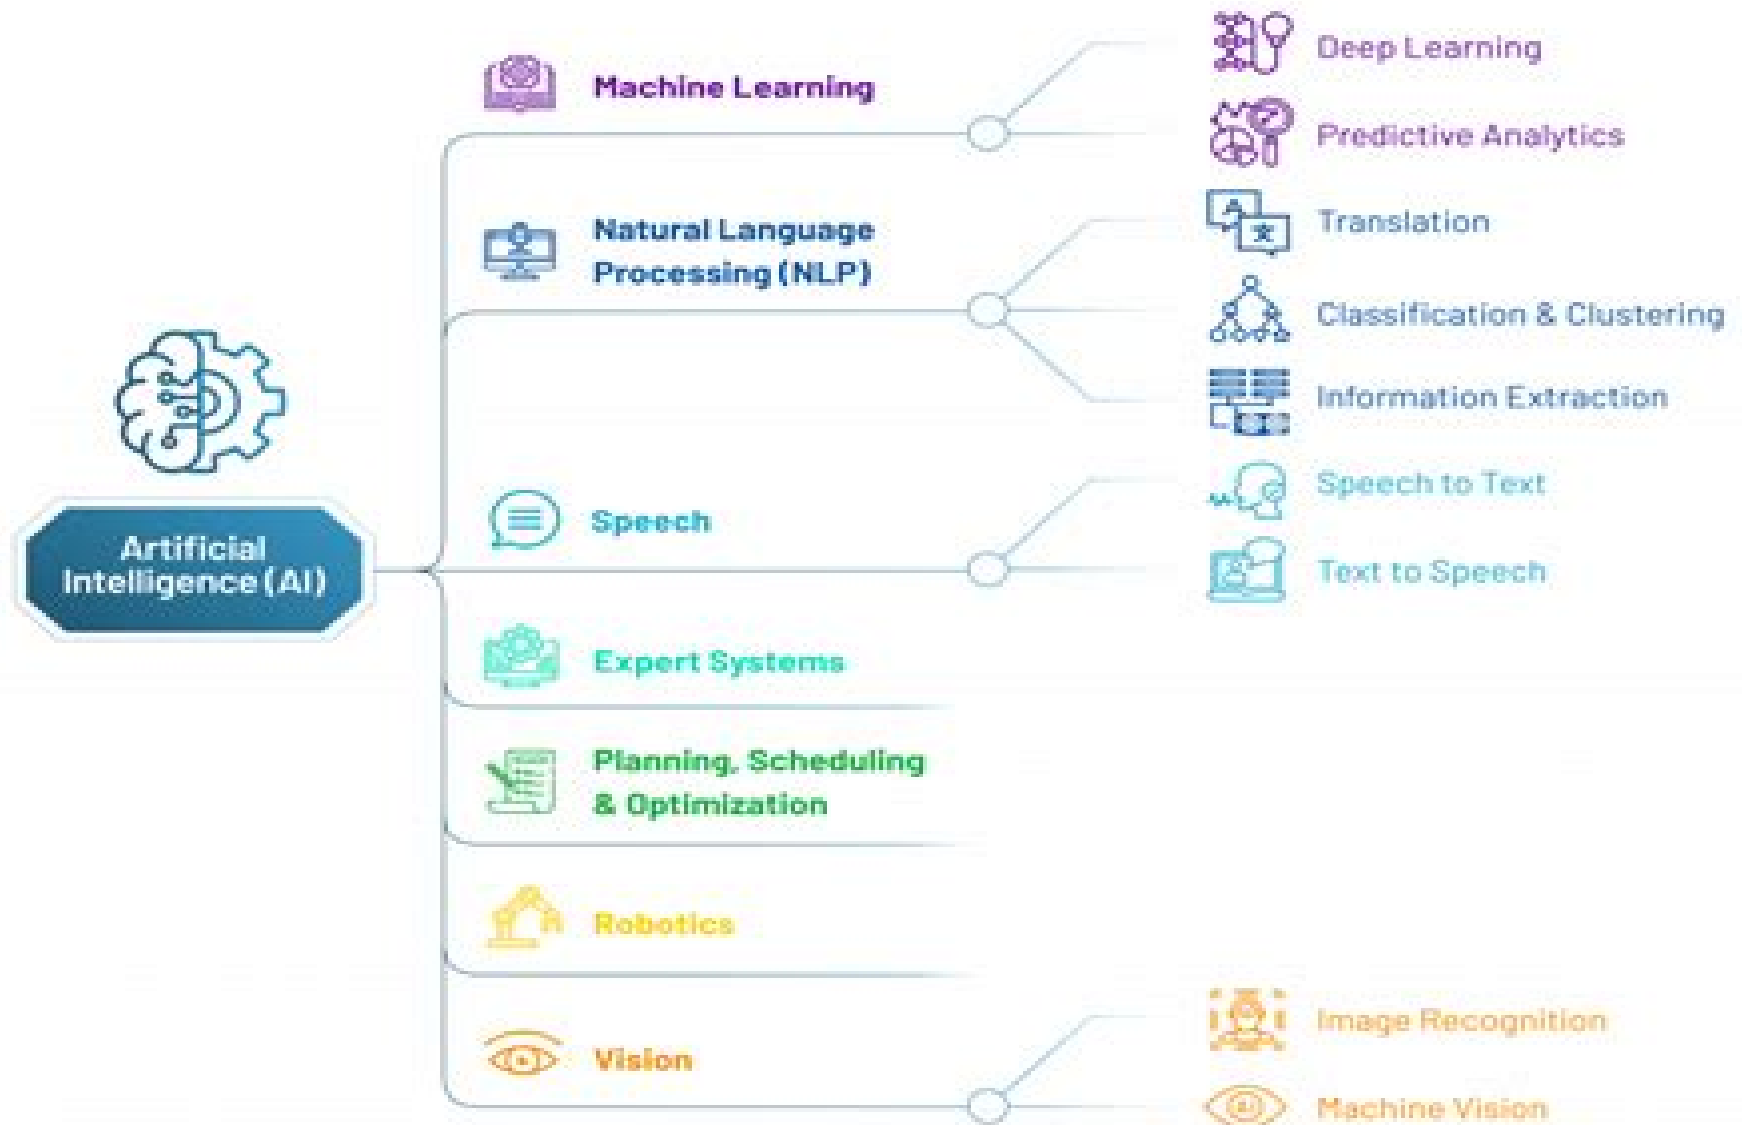 Artificial
Intelligence (AI)
Machine Learning
Deep Learning
Predictive Analytics
Natural Language
Processing (NLP)
Translation
Classification & Clustering
Information Extraction
Speech
Speech to Text
Text to Speech
Expert Systems
Planning, Scheduling
& Optimization
Robotics
Vision
Image Recognition
Machine Vision